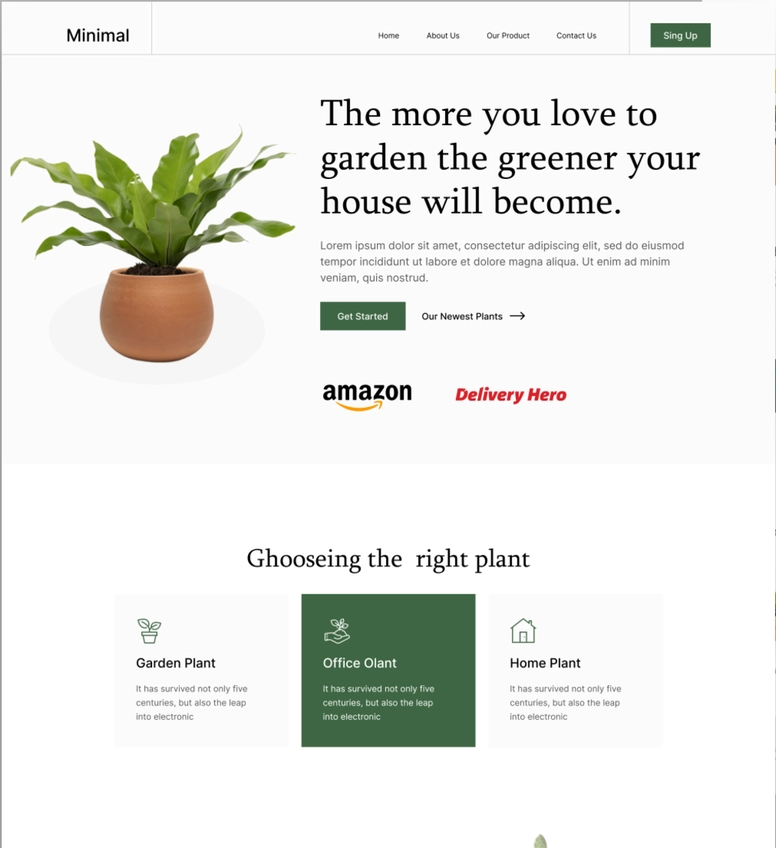 Minimal
Home About Us Our Product Contact Us
Sing Up
The more you love to
garden the greener your
house will become.
Lorem ipsum dolor sit amet, consectetur adipiscing elit, sed do eiusmod
tempor incididunt ut labore et dolore magna aliqua. Ut enim ad minim
veniam, quis nostrud.
Get Started
Our Newest Plants
amazon
Delivery Hero
Ghooseing the right plant
Garden Plant
It has survived not only five
centuries, but also the leap
into electronic
Office Olant
It has survived not only five
centuries, but also the leap
into electronic
Home Plant
It has survived not only five
centuries, but also the leap
into electronic